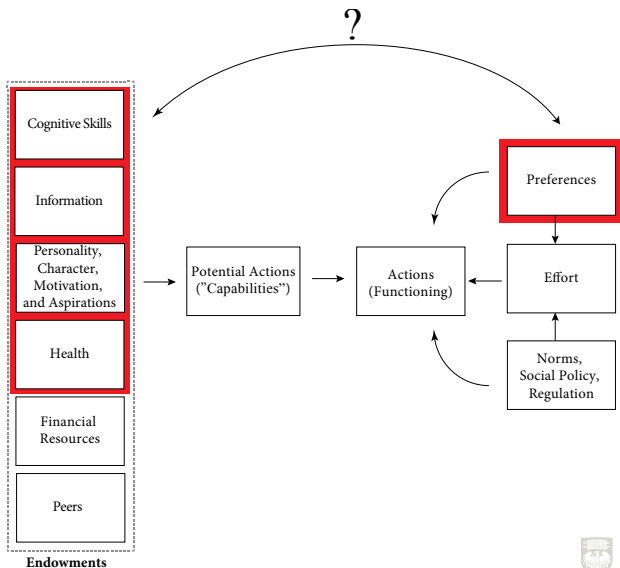 ?
Cognitive Skills
Information
Personality,
Character,
Motivation,
and Aspirations
Health
Financial
Resources
Peers
Endowments
Potential Actions
("Capabilities")
Actions
(Functioning)
Preferences
Effort
Norms,
Social Policy,
Regulation